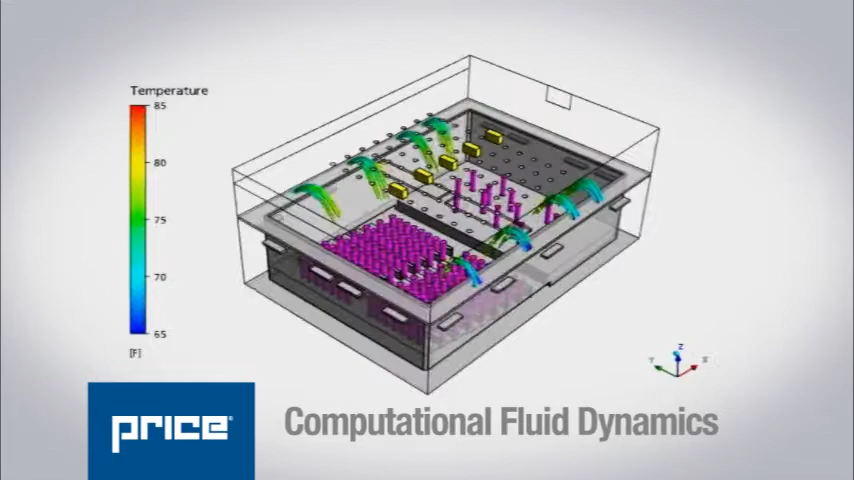 Temperature
85
80
75
70
65
[F]
Z
Y
X
price®
Computational Fluid Dynamics